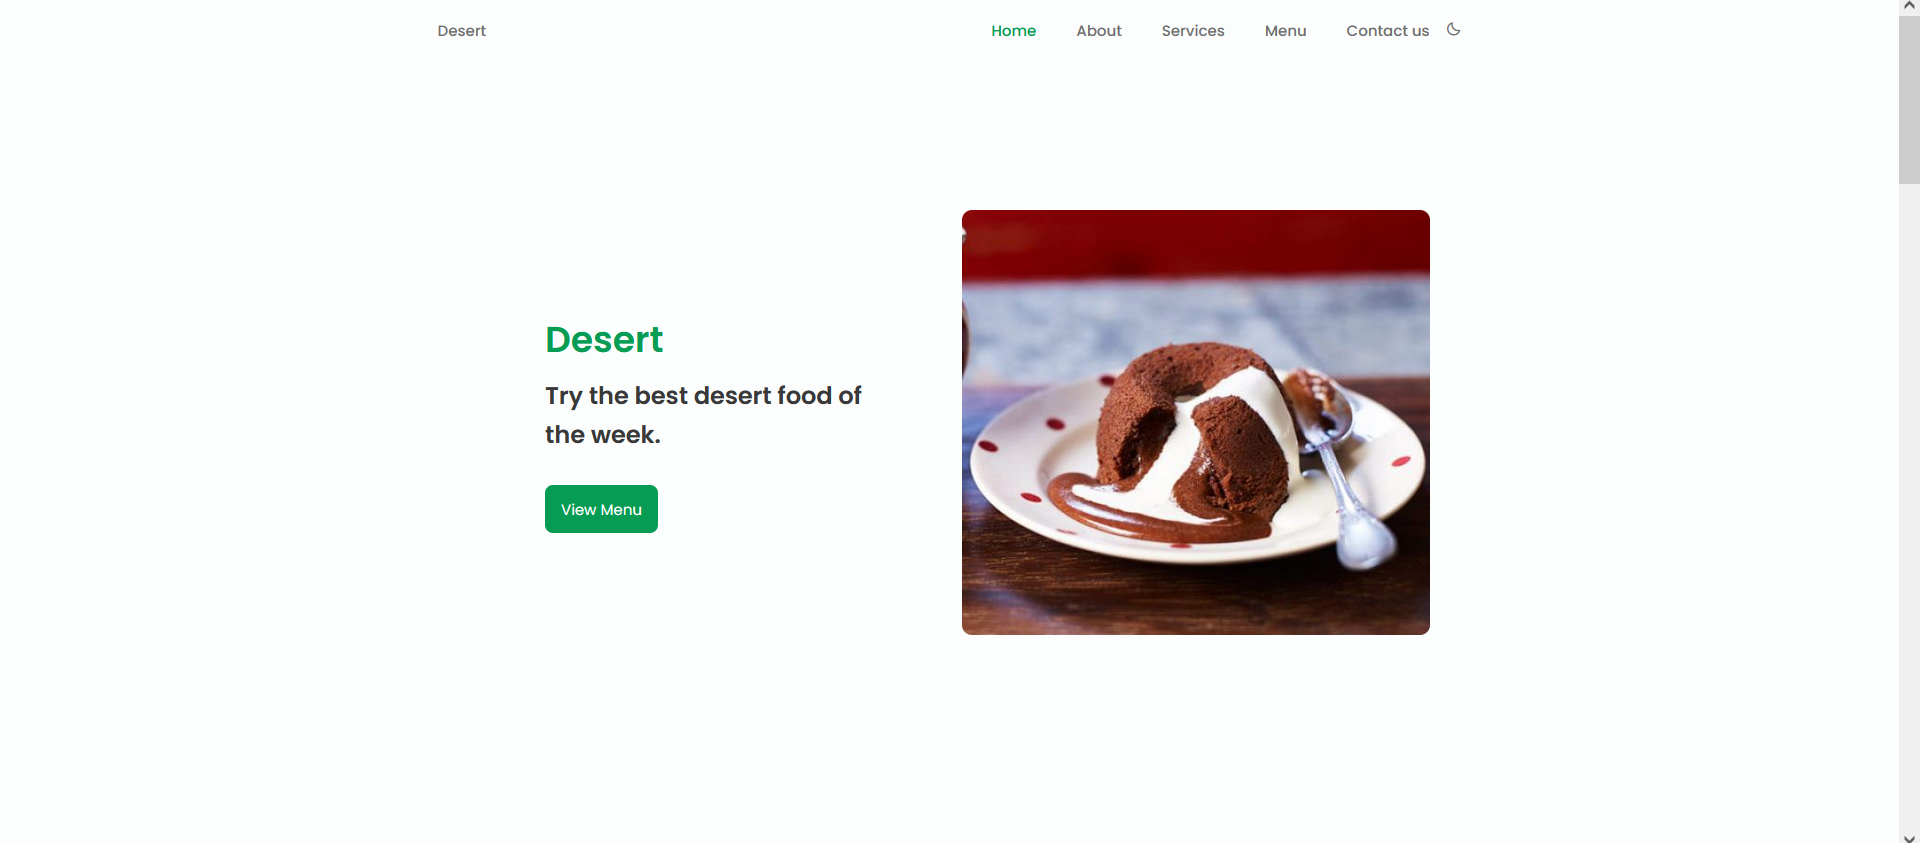 Desert
Home About Services Menu Contact us
Desert
Try the best desert food of
the week.
View Menu